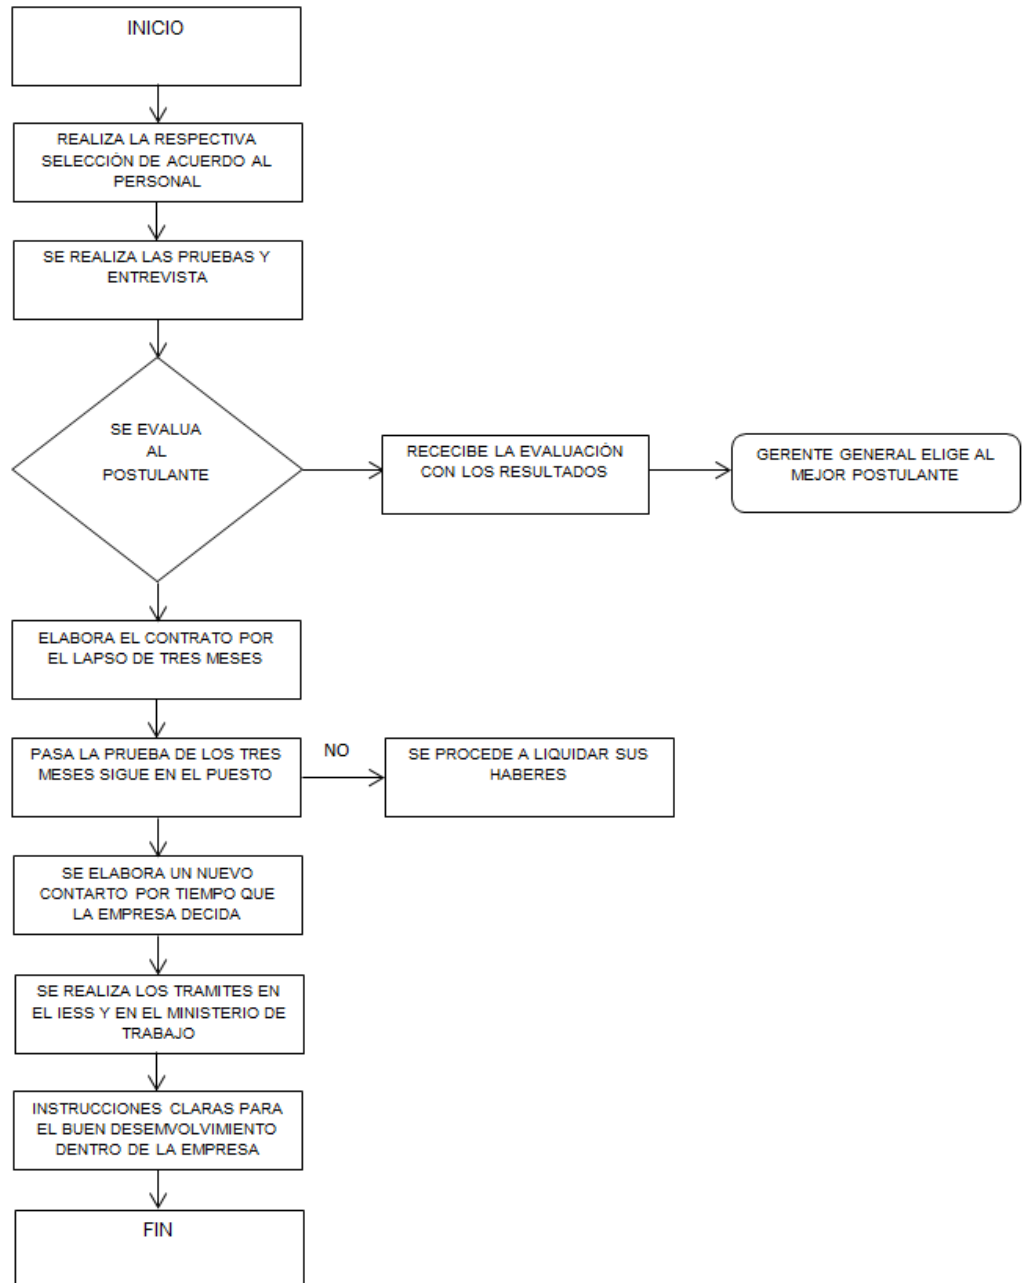 INICIO
REALIZA LA RESPECTIVA
SELECCIÓN DE ACUERDO AL
PERSONAL
SE REALIZA LAS PRUEBAS Y
ENTREVISTA
SE EVALUA
AL
POSTULANTE
RECECIBE LA EVALUACIÓN
CON LOS RESULTADOS
GERENTE GENERAL ELIGE AL
MEJOR POSTULANTE
ELABORA EL CONTRATO POR
EL LAPSO DE TRES MESES
PASA LA PRUEBA DE LOS TRES
MESES SIGUE EN EL PUESTO
NO
SE PROCEDE A LIQUIDAR SUS
HABERES
SE ELABORA UN NUEVO
CONTARTO POR TIEMPO QUE
LA EMPRESA DECIDA
SE REALIZA LOS TRAMITES EN
EL IESS Y EN EL MINISTERIO DE
TRABAJO
INSTRUCCIONES CLARAS PARA
EL BUEN DESEMVOLVIMIENTO
DENTRO DE LA EMPRESA
FIN